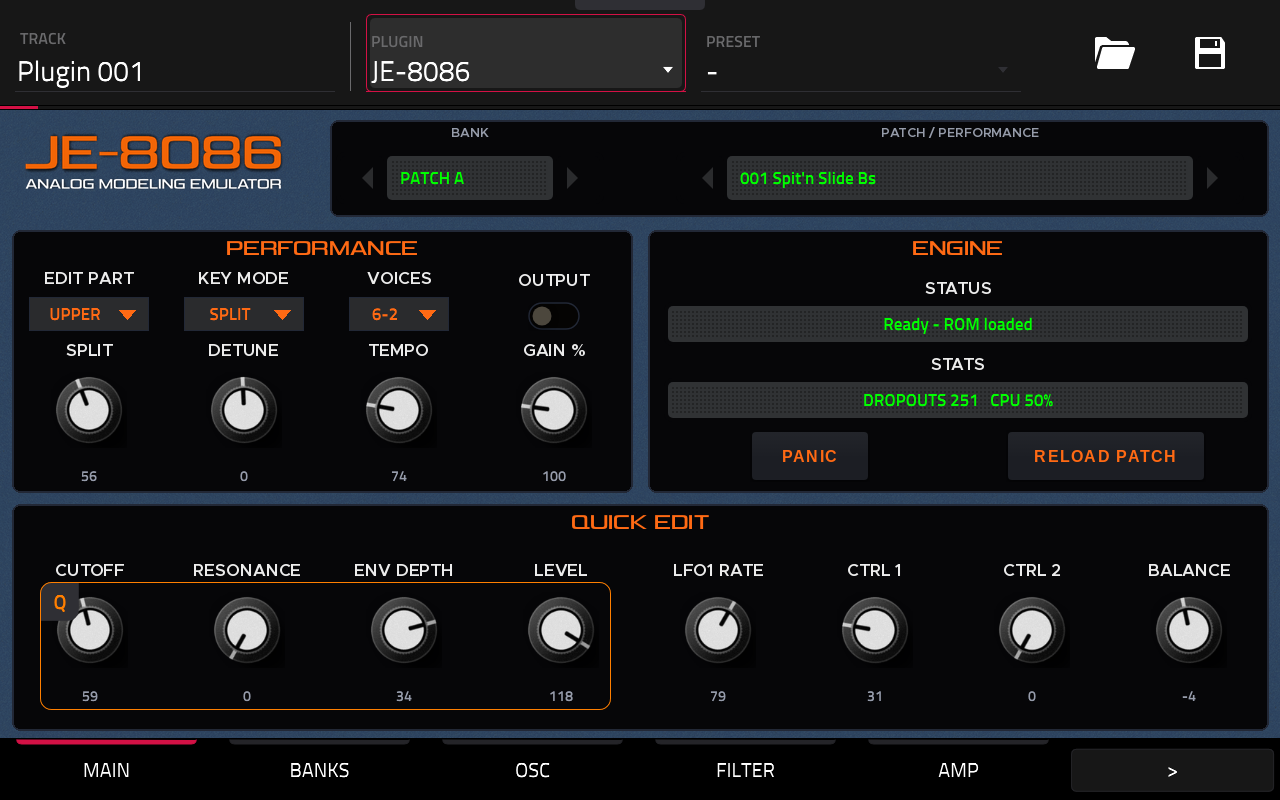 TRACK
Plugin 001
PLUGIN
JE-8086
PRESET
-
JE-8086
ANALOG MODELING EMULATOR
BANK
PATCH / PERFORMANCE
PATCH A
001 Spit'n Slide Bs
PERFORMANCE
EDIT PART
KEY MODE
VOICES
OUTPUT
UPPER
SPLIT
6-2
SPLIT
DETUNE
TEMPO
GAIN %
56
0
74
100
ENGINE
STATUS
Ready - ROM loaded
STATS
DROPOUTS 251 CPU 50%
PANIC
RELOAD PATCH
QUICK EDIT
CUTOFF
RESONANCE
ENV DEPTH
LEVEL
LFO1 RATE
CTRL 1
CTRL 2
BALANCE
Q
59
0
34
118
79
31
0
-4
MAIN
BANKS
OSC
FILTER
AMP
>